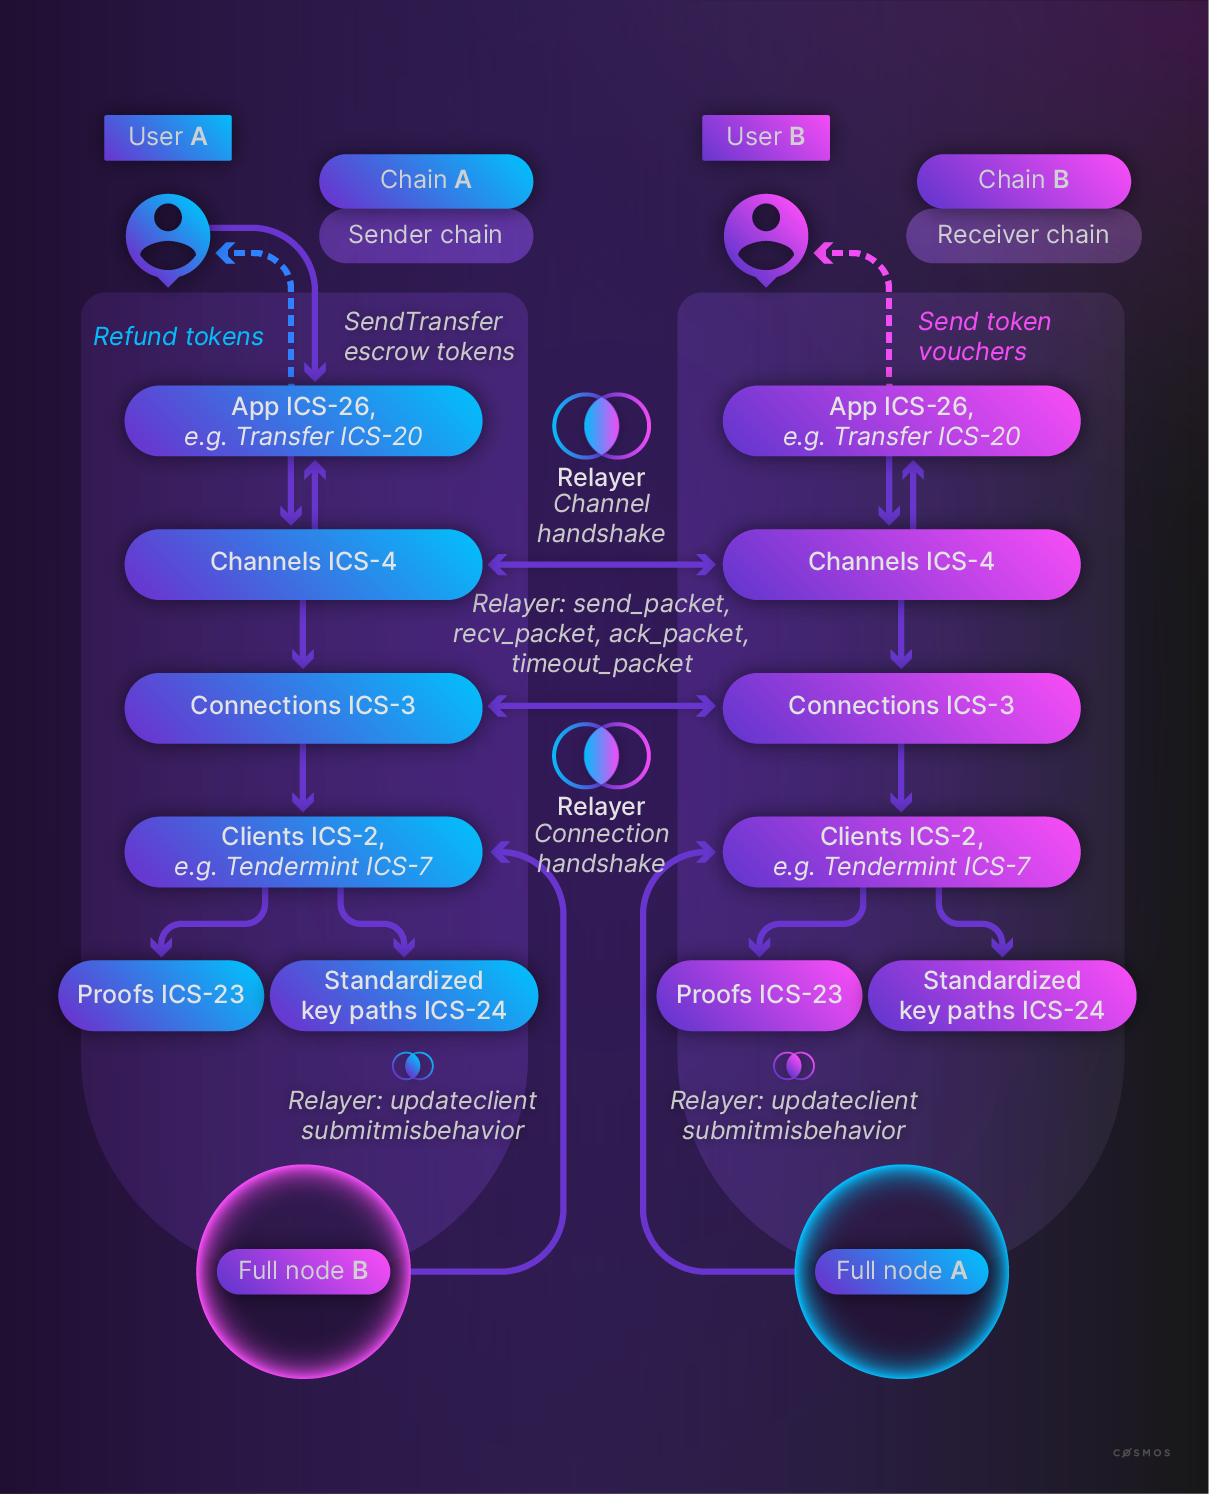 User A
User B
Chain A
Chain B
Sender chain
Receiver chain
Refund tokens
SendTransfer
escrow tokens
Send token
vouchers
App ICS-26,
e.g. Transfer ICS-20
App ICS-26,
e.g. Transfer ICS-20
Relayer
Channel
handshake
Channels ICS-4
Channels ICS-4
Relayer: send_packet,
recv_packet, ack_packet,
timeout_packet
Connections ICS-3
Connections ICS-3
Relayer
Connection
handshake
Clients ICS-2,
e.g. Tendermint ICS-7
Clients ICS-2,
e.g. Tendermint ICS-7
Proofs ICS-23
Standardized
key paths ICS-24
Proofs ICS-23
Standardized
key paths ICS-24
Relayer: updateclient
submitmisbehavior
Relayer: updateclient
submitmisbehavior
Full node B
Full node A
COSMOS